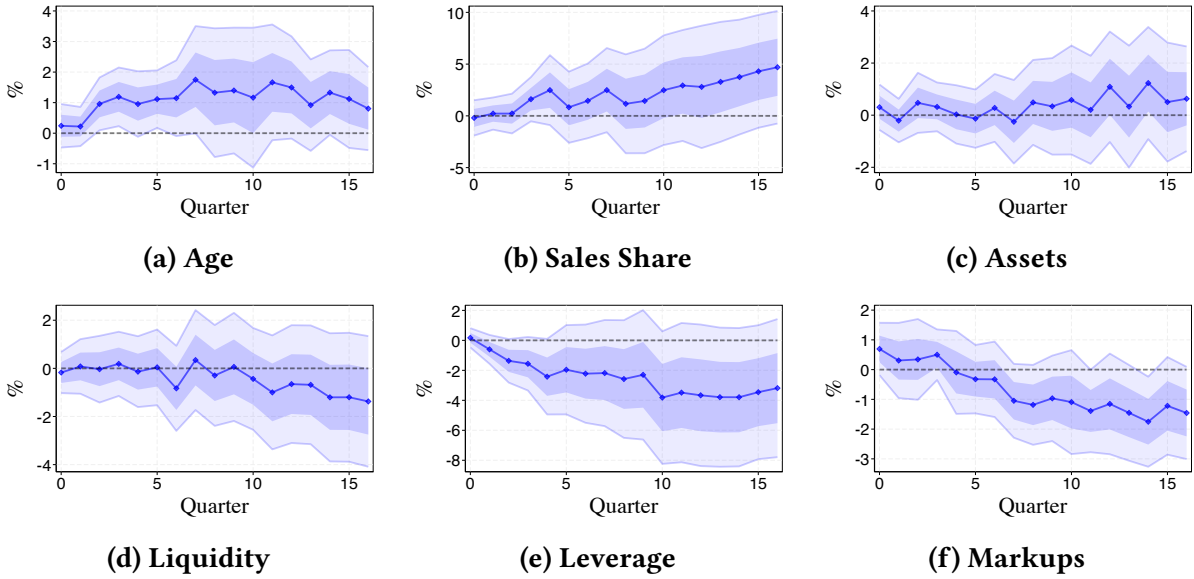 4
3
2
1
0
-1
%
0 5 10 15
Quarter
(a) Age
10
5
0
-5
%
0 5 10 15
Quarter
(b) Sales Share
4
2
0
-2
%
0 5 10 15
Quarter
(c) Assets
2
0
-2
-4
%
0 5 10 15
Quarter
(d) Liquidity
2
0
-2
-4
-6
-8
%
0 5 10 15
Quarter
(e) Leverage
2
1
0
-1
-2
-3
%
0 5 10 15
Quarter
(f) Markups